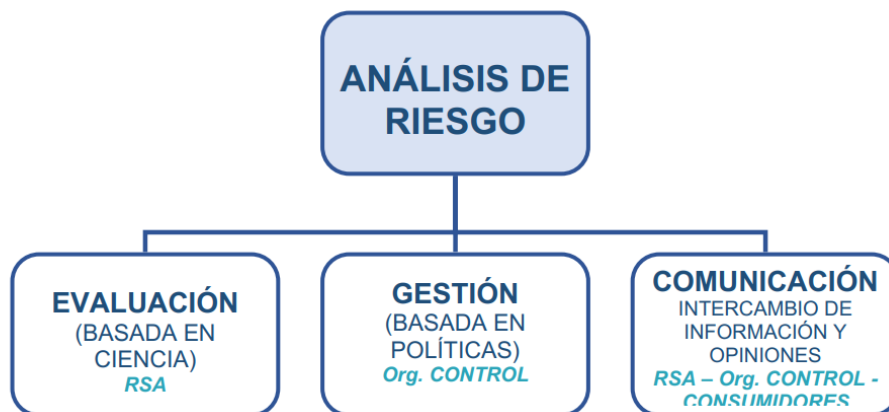 ANÁLISIS DE
RIESGO
EVALUACIÓN
(BASADA EN
CIENCIA)
RSA
GESTIÓN
(BASADA EN
POLÍTICAS)
Org. CONTROL
COMUNICACIÓN
INTERCAMBIO DE
INFORMACIÓN Y
OPINIONES
RSA – Org. CONTROL -
CONSUMIDORES